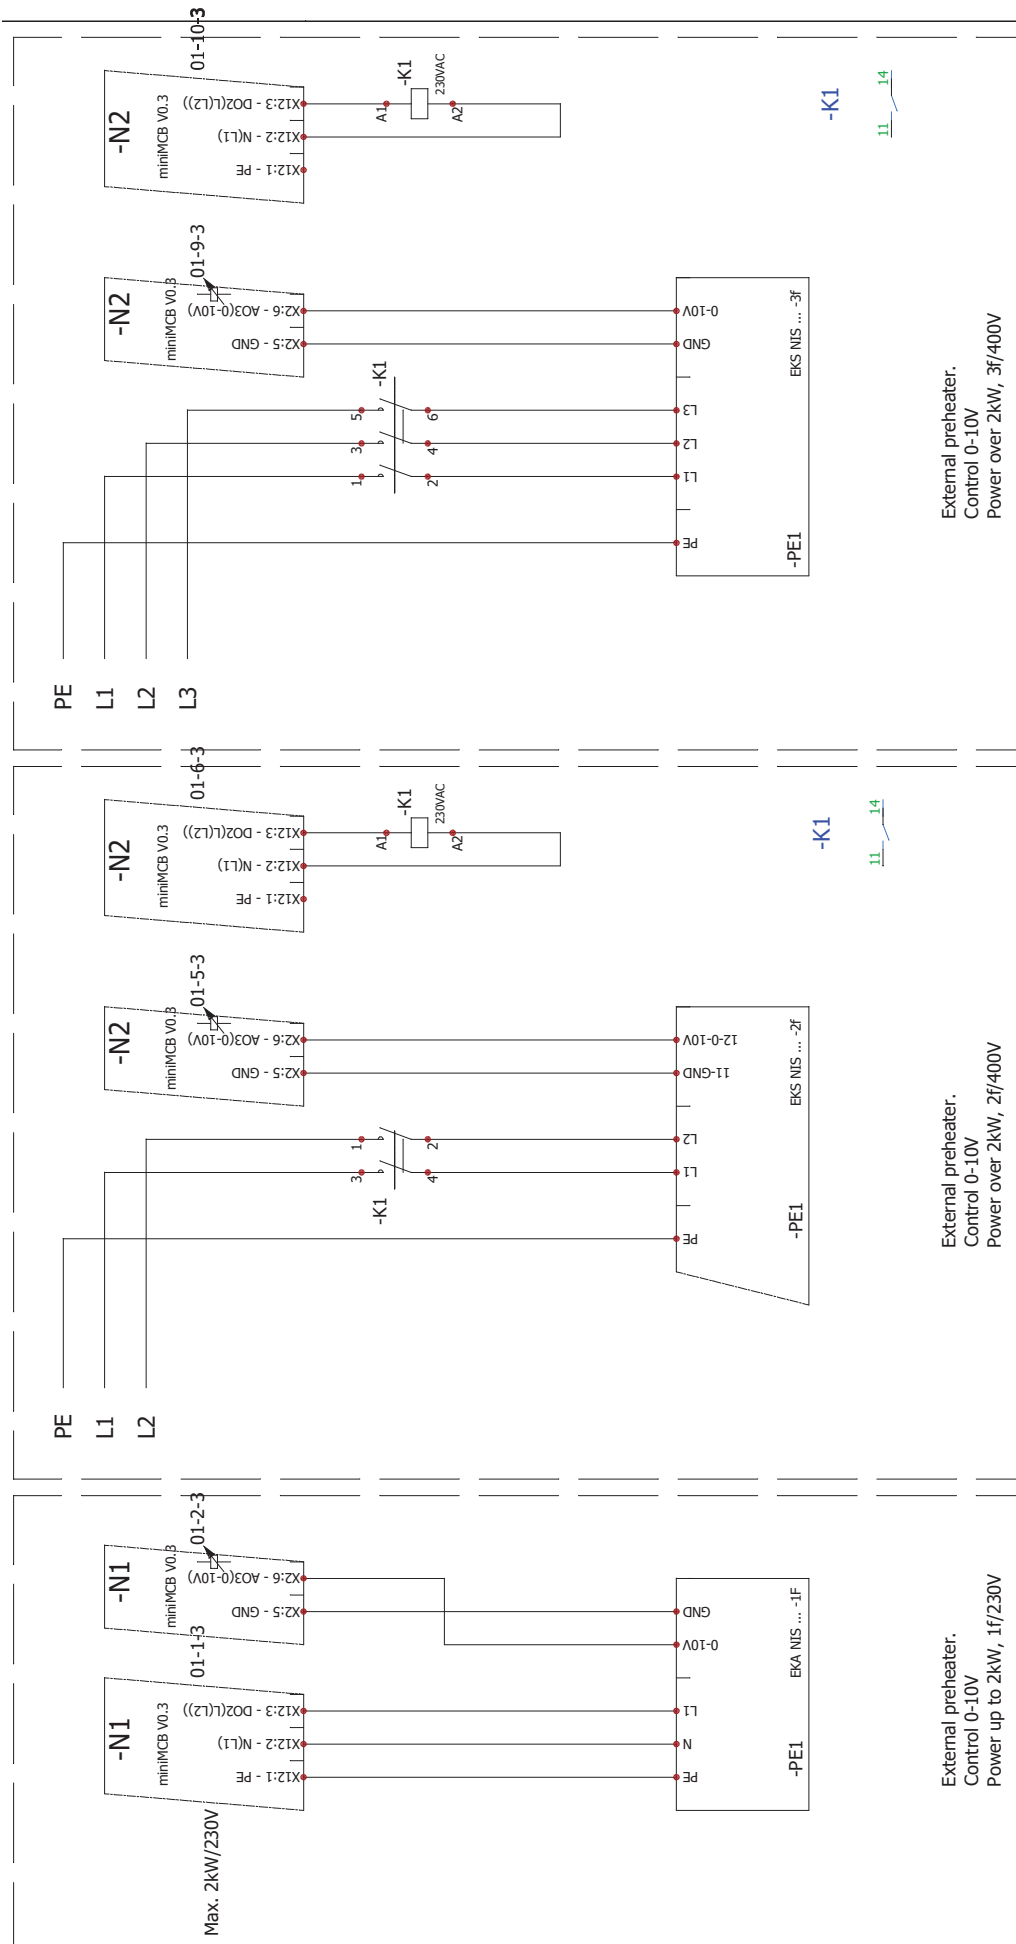 -N1
miniMCB V0.3
01-1-3
Max. 2kW/230V
X12:1 - PE
X12:2 - N(L1)
X12:3 - DO2(L(L2))
-N1
miniMCB V0.3
01-2-3
X2:5 - GND
X2:6 - AO3(0-10V)
PE
N
L1
0-10V
GND
-PE1
EKA NIS ... -1F
External preheater.
Control 0-10V
Power up to 2kW, 1f/230V
PE
L1
L2
-N2
miniMCB V0.3
01-5-3
X2:5 - GND
X2:6 - AO3(0-10V)
-N2
miniMCB V0.3
01-6-3
X12:1 - PE
X12:2 - N(L1)
X12:3 - DO2(L(L2))
-K1
3
1
4
2
A1
-K1
230VAC
A2
PE
L1
L2
11-GND
12-0-10V
-PE1
EKS NIS ... -2f
-K1
11
14
External preheater.
Control 0-10V
Power over 2kW, 2f/400V
PE
L1
L2
L3
-N2
miniMCB V0.3
01-9-3
X2:5 - GND
X2:6 - AO3(0-10V)
-N2
miniMCB V0.3
01-10-3
X12:1 - PE
X12:2 - N(L1)
X12:3 - DO2(L(L2))
1
3
5
-K1
2
4
6
A1
-K1
230VAC
A2
PE
L1
L2
L3
GND
0-10V
-PE1
EKS NIS ... -3f
-K1
11
14
External preheater.
Control 0-10V
Power over 2kW, 3f/400V